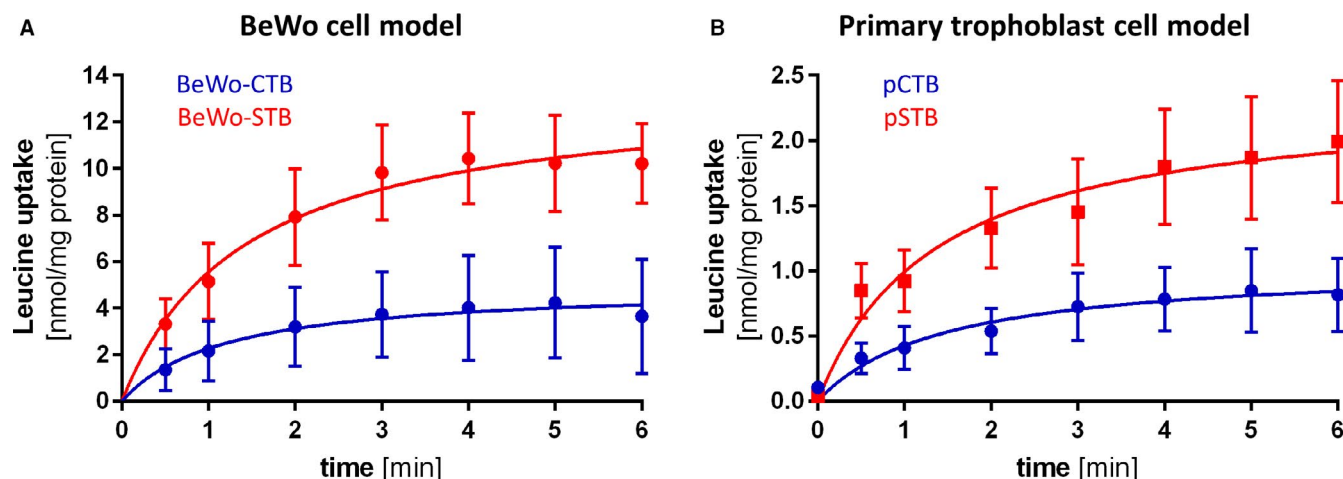 A
BeWo cell model
BeWo-CTB
BeWo-STB
Leucine uptake
[nmol/mg protein]
14
12
10
8
6
4
2
0
0 1 2 3 4 5 6
time [min]
B
Primary trophoblast cell model
pCTB
pSTB
Leucine uptake
[nmol/mg protein]
2.5
2.0
1.5
1.0
0.5
0.0
0 1 2 3 4 5 6
time [min]